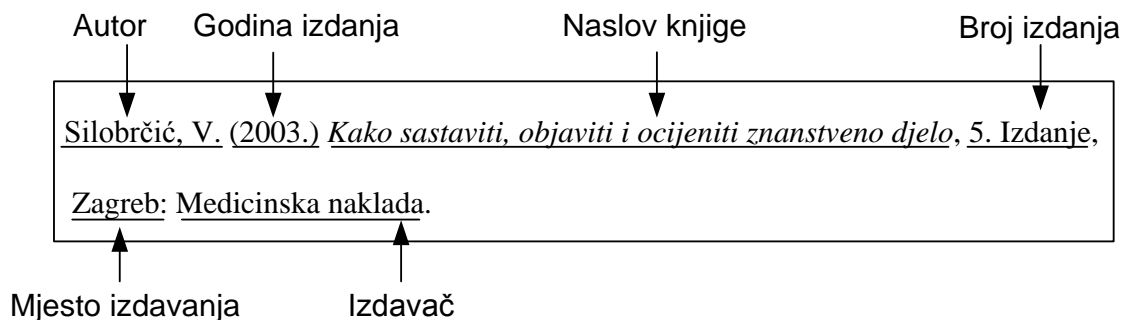 Autor Godina izdanja Naslov knjige Broj izdanja
Silobrčić, V. (2003.) Kako sastaviti, objaviti i ocijeniti znanstveno djelo, 5. Izdanje,
Zagreb: Medicinska naklada.
Mjesto izdavanja Izdavač